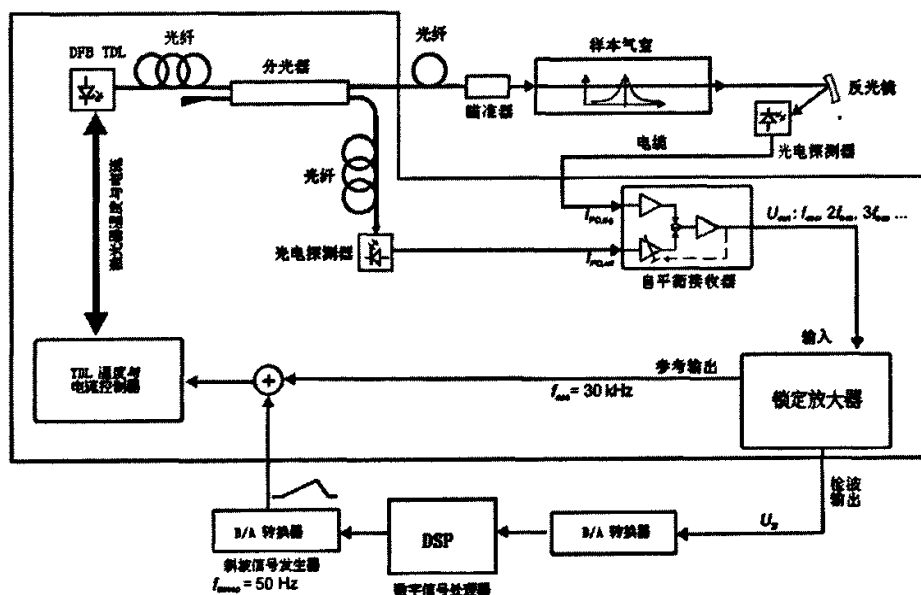 光纤
光纤
样本气室
DFB TDL
分光器
反光镜
瞄准器
电缆
光电探测器
光纤
激光器温度与电流
I_PD,sig
U_out: f_mod, 2f_mod, 3f_mod ...
光电探测器
I_PD,ref
自平衡接收器
输入
TDL 温度与
电流控制器
+
参考输出
f_mod = 30 kHz
锁定放大器
检波
输出
D/A 转换器
DSP
D/A 转换器
斜坡信号发生器
f_sweep = 50 Hz
数字信号处理器